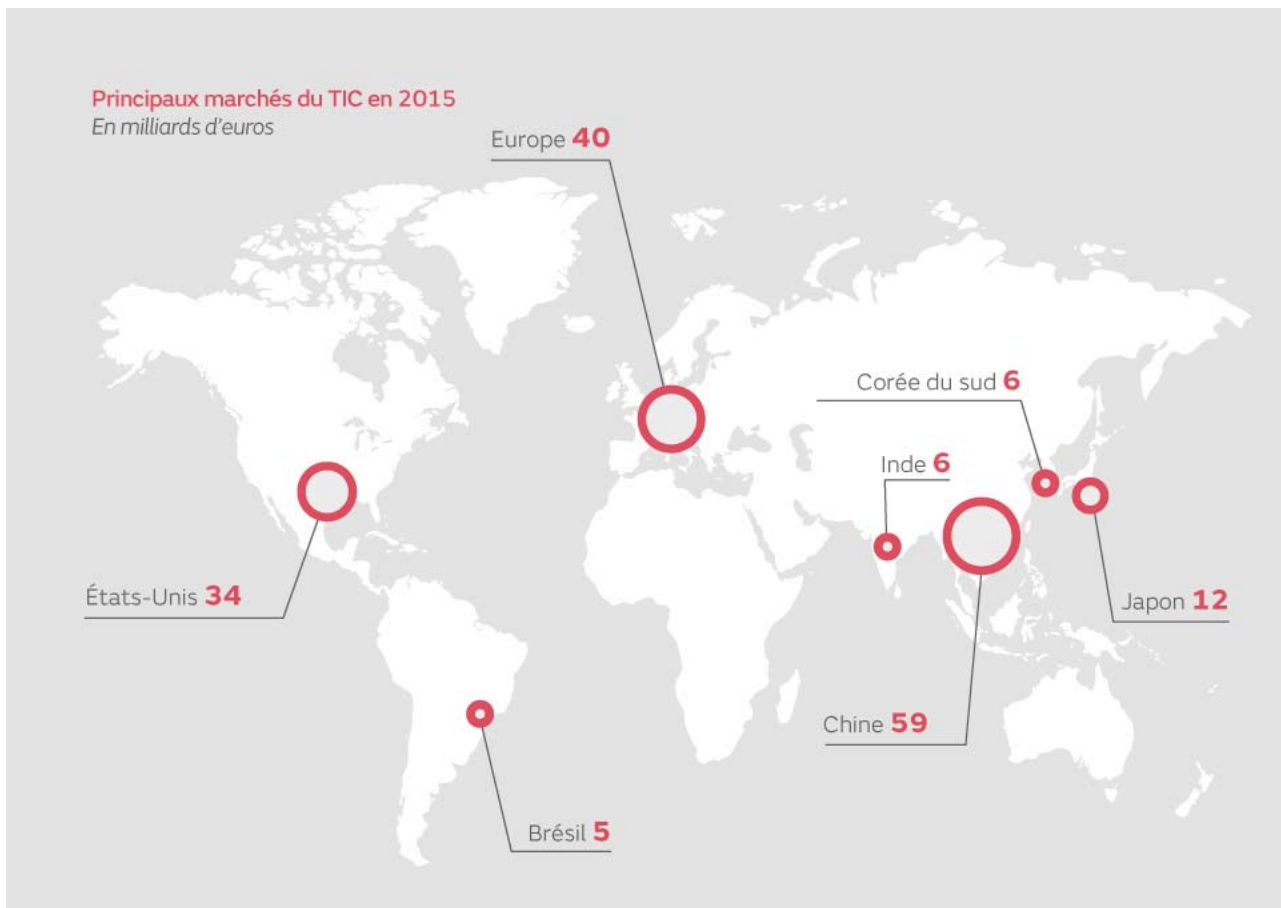 Principaux marchés du TIC en 2015
En milliards d'euros
Europe 40
Corée du sud 6
Inde 6
États-Unis 34
Japon 12
Chine 59
Brésil 5